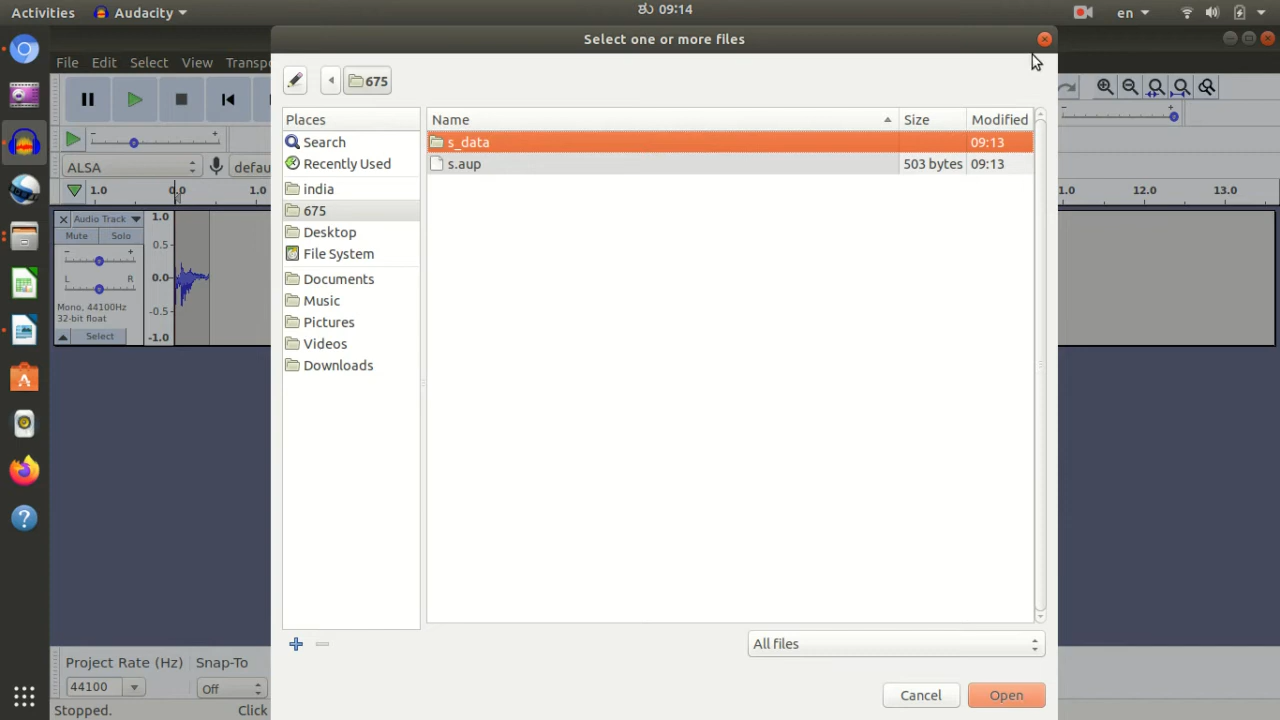 Activities Audacity ಶು 09:14 en
Select one or more files
File Edit Select View Transpo
675
Places Name Size Modified
Search s_data 09:13
Recently Used s.aup 503 bytes 09:13
india
675
Desktop
File System
Documents
Music
Pictures
Videos
Downloads
ALSA defau
1.0 0.0 1.0 1.0 12.0 13.0
Audio Track
Mute Solo
- +
L R
Mono, 44100Hz
32-bit float
Select
1.0
0.5
0.0
-0.5
-1.0
All files
Cancel Open
Project Rate (Hz) Snap-To
44100 Off
Stopped. Click